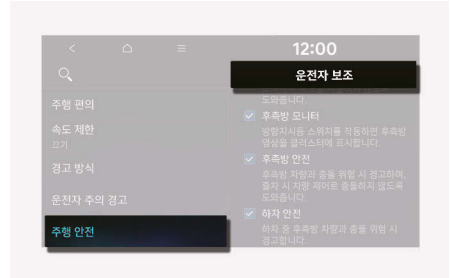 12:00
운전자 보조
주행 편의
속도 제한
끄기
경고 방식
운전자 주의 경고
주행 안전
도와줍니다.
후측방 모니터
방향지시등 스위치를 작동하면 후측방
영상을 클러스터에 표시합니다.
후측방 안전
후측방 차량과 충돌 위험 시 경고하며,
출차 시 차량 제어로 충돌하지 않도록
도와줍니다.
하차 안전
하차 중 후측방 차량과 충돌 위험 시
경고합니다.